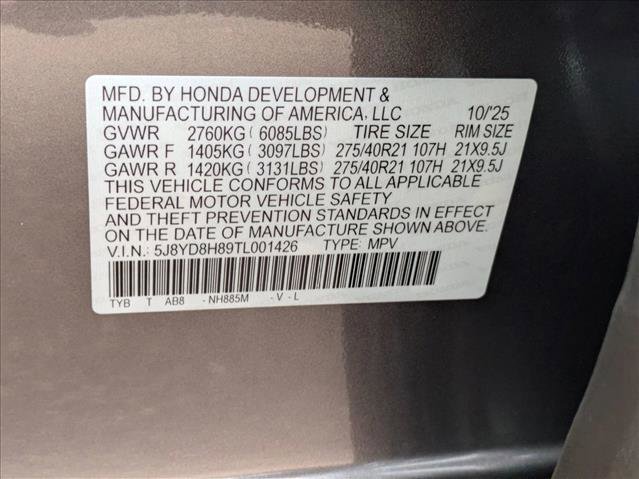 MFD. BY HONDA DEVELOPMENT &
MANUFACTURING OF AMERICA, LLC 10/'25
GVWR 2760KG (6085LBS) TIRE SIZE RIM SIZE
GAWR F 1405KG (3097LBS) 275/40R21 107H 21X9.5J
GAWR R 1420KG (3131LBS) 275/40R21 107H 21X9.5J
THIS VEHICLE CONFORMS TO ALL APPLICABLE
FEDERAL MOTOR VEHICLE SAFETY
AND THEFT PREVENTION STANDARDS IN EFFECT
ON THE DATE OF MANUFACTURE SHOWN ABOVE.
V.I.N.: 5J8YD8H89TL001426 TYPE: MPV
TYB T AB8 -NH885M -V-L